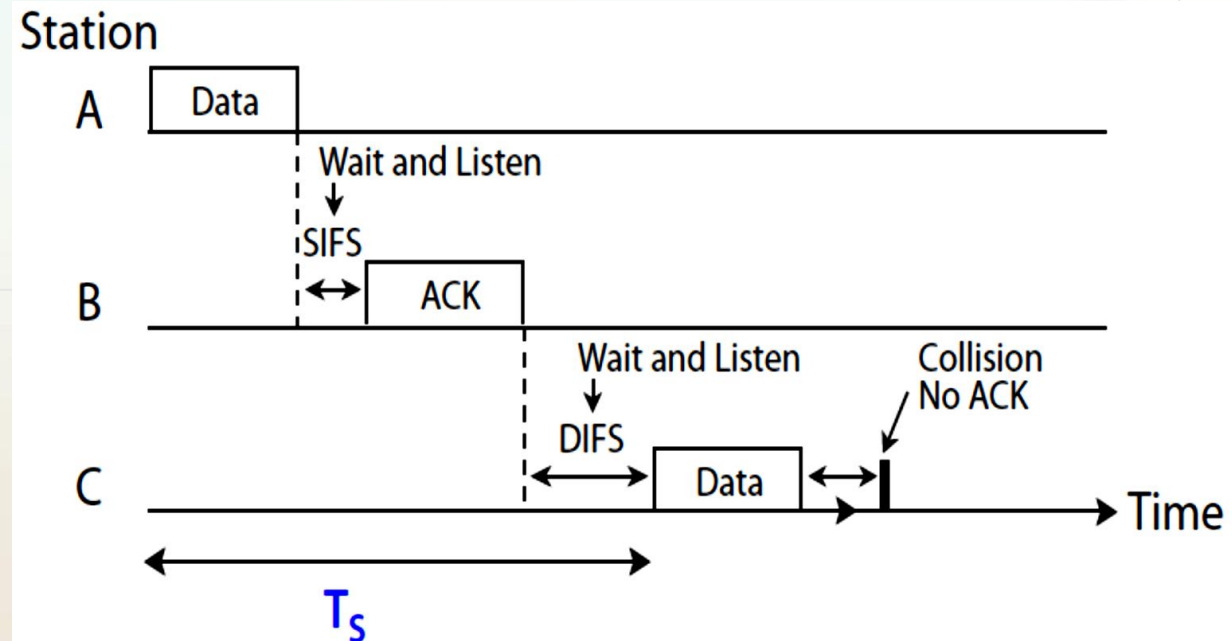 Station
A
Data
Wait and Listen
SIFS
B
ACK
Wait and Listen
Collision
No ACK
DIFS
C
Data
Time
Ts